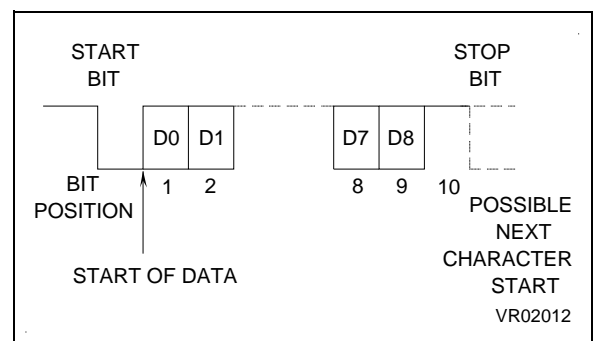 START STOP
BIT BIT
D0 D1 D7 D8
BIT 1 2 8 9 10
POSITION POSSIBLE
NEXT
CHARACTER
START OF DATA START
VR02012